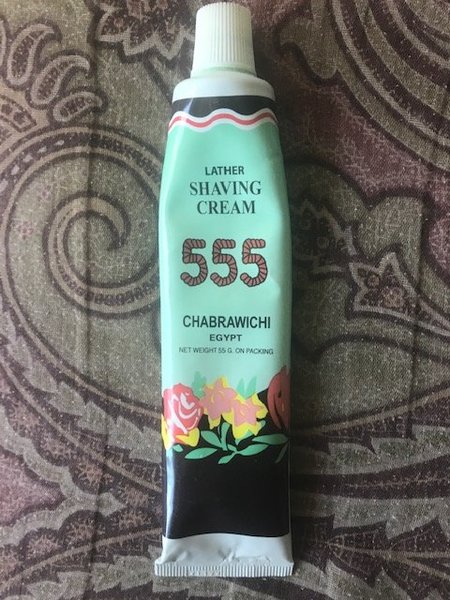 LATHER
SHAVING
CREAM
555
CHABRAWICHI
EGYPT
NET WEIGHT 55 G. ON PACKING